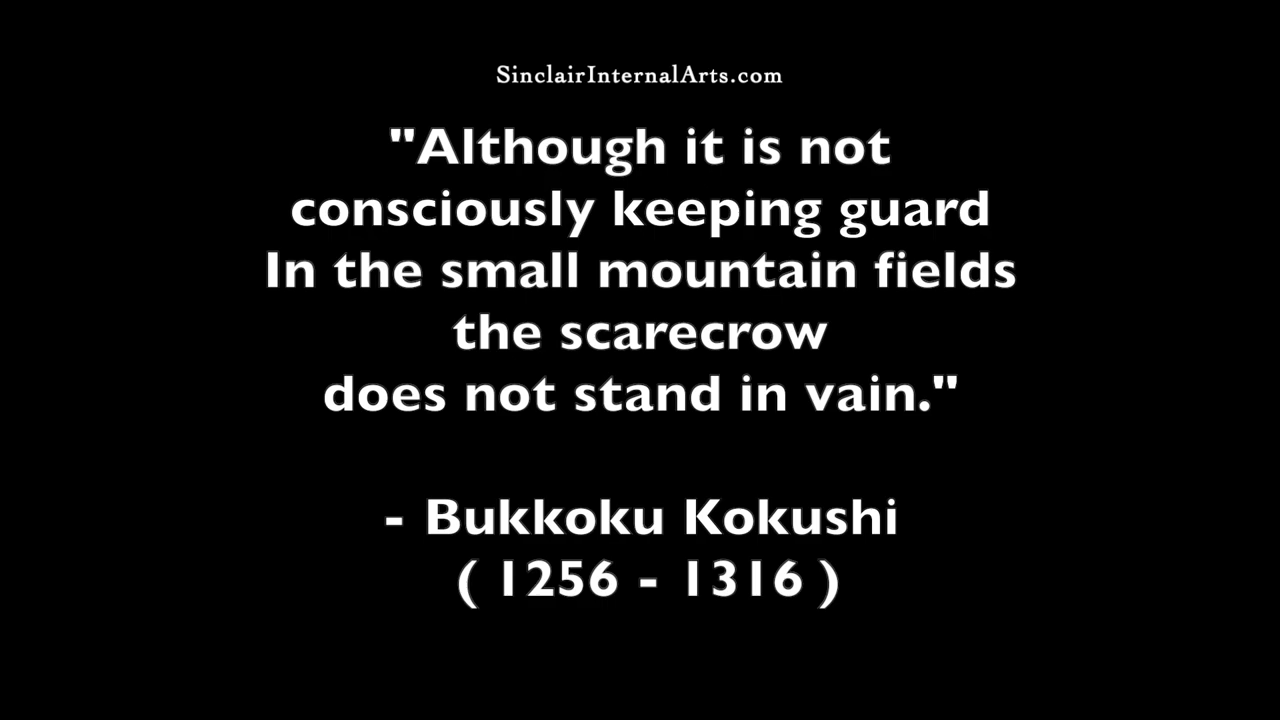 SinclairInternalArts.com
"Although it is not
consciously keeping guard
In the small mountain fields
the scarecrow
does not stand in vain."
- Bukkoku Kokushi
( 1256 - 1316 )